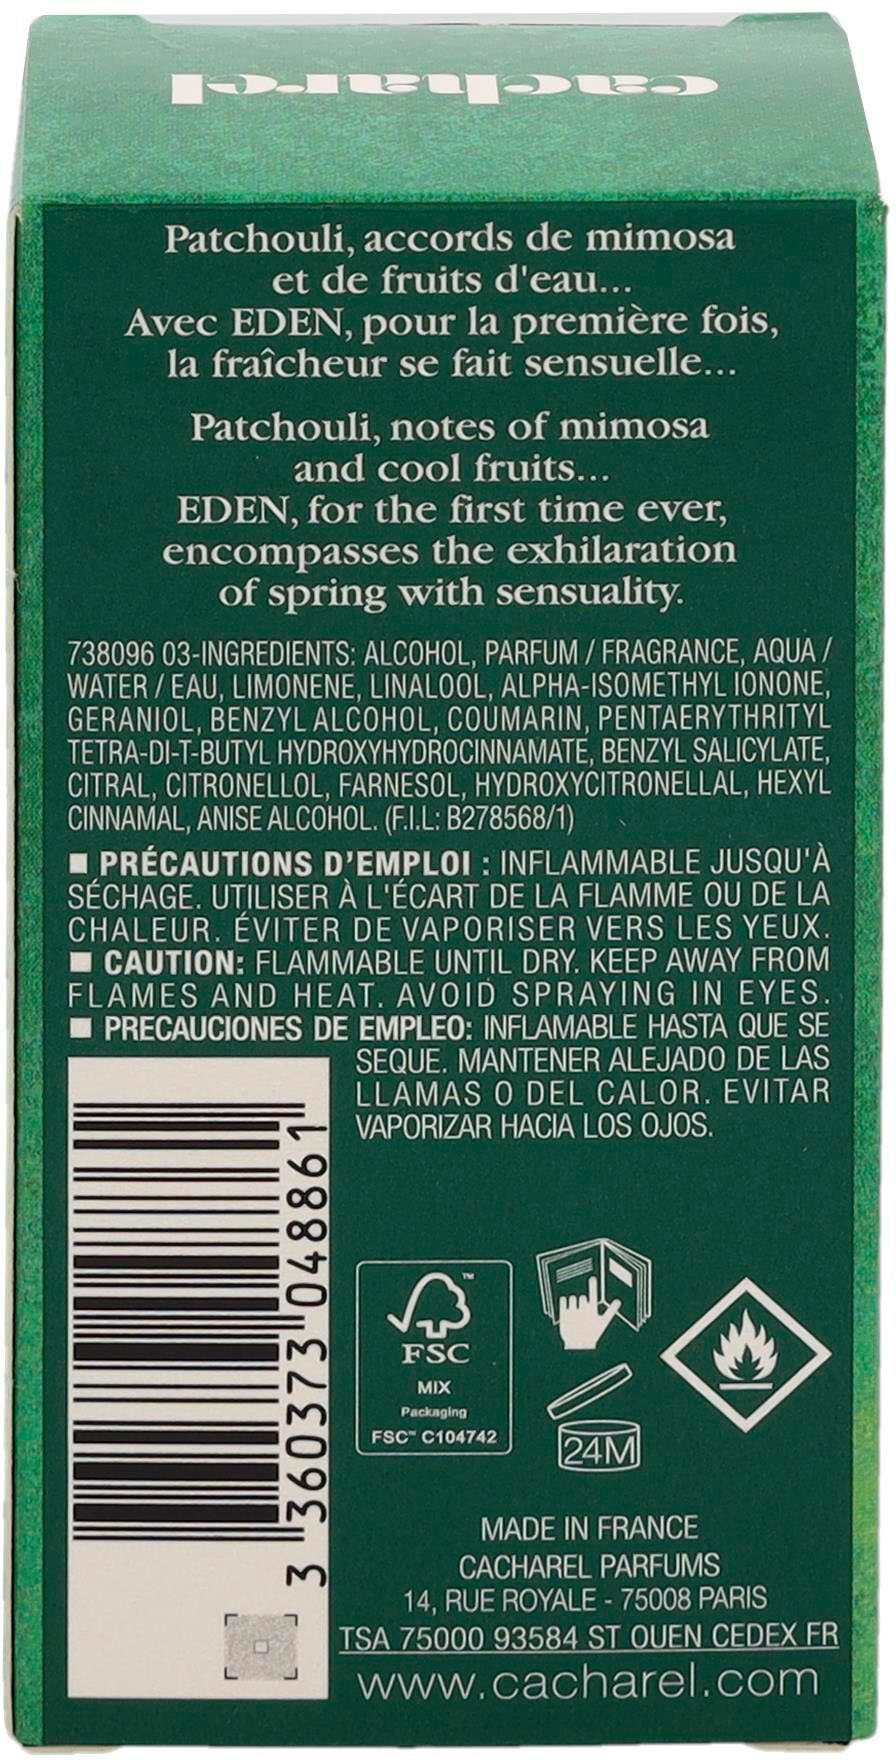 cacharel
Patchouli, accords de mimosa
et de fruits d'eau...
Avec EDEN, pour la première fois,
la fraîcheur se fait sensuelle...
Patchouli, notes of mimosa
and cool fruits...
EDEN, for the first time ever,
encompasses the exhilaration
of spring with sensuality.
738096 03-INGREDIENTS: ALCOHOL, PARFUM / FRAGRANCE, AQUA /
WATER / EAU, LIMONENE, LINALOOL, ALPHA-ISOMETHYL IONONE,
GERANIOL, BENZYL ALCOHOL, COUMARIN, PENTAERYTHRITYL
TETRA-DI-T-BUTYL HYDROXYHYDROCINNAMATE, BENZYL SALICYLATE,
CITRAL, CITRONELLOL, FARNESOL, HYDROXYCITRONELLAL, HEXYL
CINNAMAL, ANISE ALCOHOL. (F.I.L: B278568/1)
■ PRÉCAUTIONS D'EMPLOI : INFLAMMABLE JUSQU'À
SÉCHAGE. UTILISER À L'ÉCART DE LA FLAMME OU DE LA
CHALEUR. ÉVITER DE VAPORISER VERS LES YEUX.
■ CAUTION: FLAMMABLE UNTIL DRY. KEEP AWAY FROM
FLAMES AND HEAT. AVOID SPRAYING IN EYES.
■ PRECAUCIONES DE EMPLEO: INFLAMABLE HASTA QUE SE
SEQUE. MANTENER ALEJADO DE LAS
LLAMAS O DEL CALOR. EVITAR
VAPORIZAR HACIA LOS OJOS.
3 360373 048861
FSC
MIX
Packaging
FSC™ C104742
24M
MADE IN FRANCE
CACHAREL PARFUMS
14, RUE ROYALE - 75008 PARIS
TSA 75000 93584 ST OUEN CEDEX FR
www.cacharel.com